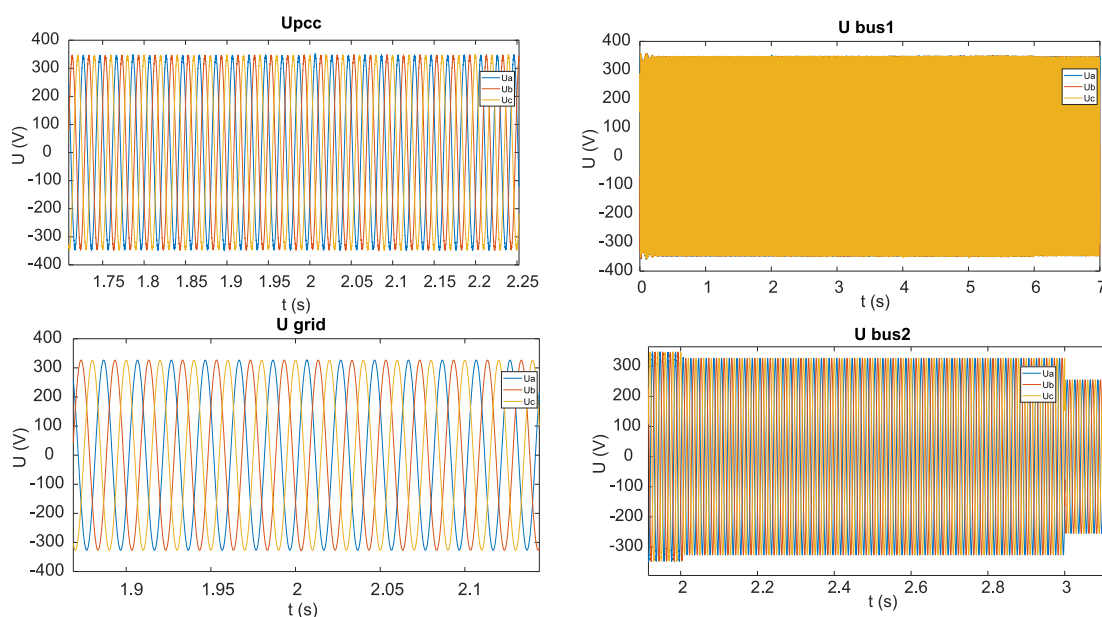 Upcc
400
300
200
100
0
-100
-200
-300
-400
U (V)
Ua
Ub
Uc
1.75 1.8 1.85 1.9 1.95 2 2.05 2.1 2.15 2.2 2.25
t (s)
U bus1
400
300
200
100
0
-100
-200
-300
-400
U (V)
Ua
Ub
Uc
0 1 2 3 4 5 6 7
t (s)
U grid
400
300
200
100
0
-100
-200
-300
-400
U (V)
Ua
Ub
Uc
1.9 1.95 2 2.05 2.1
t (s)
U bus2
300
200
100
0
-100
-200
-300
U (V)
Ua
Ub
Uc
2 2.2 2.4 2.6 2.8 3
t (s)